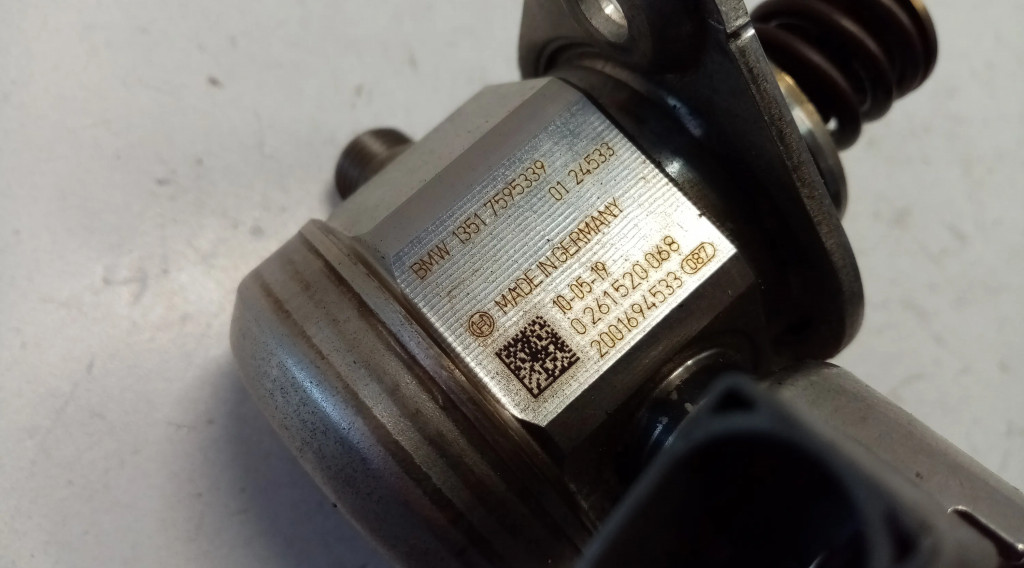 BMW 1351 7595339
01 24533
MADE IN GERMANY
10-05-19
0 261 520 068
2001694533 087